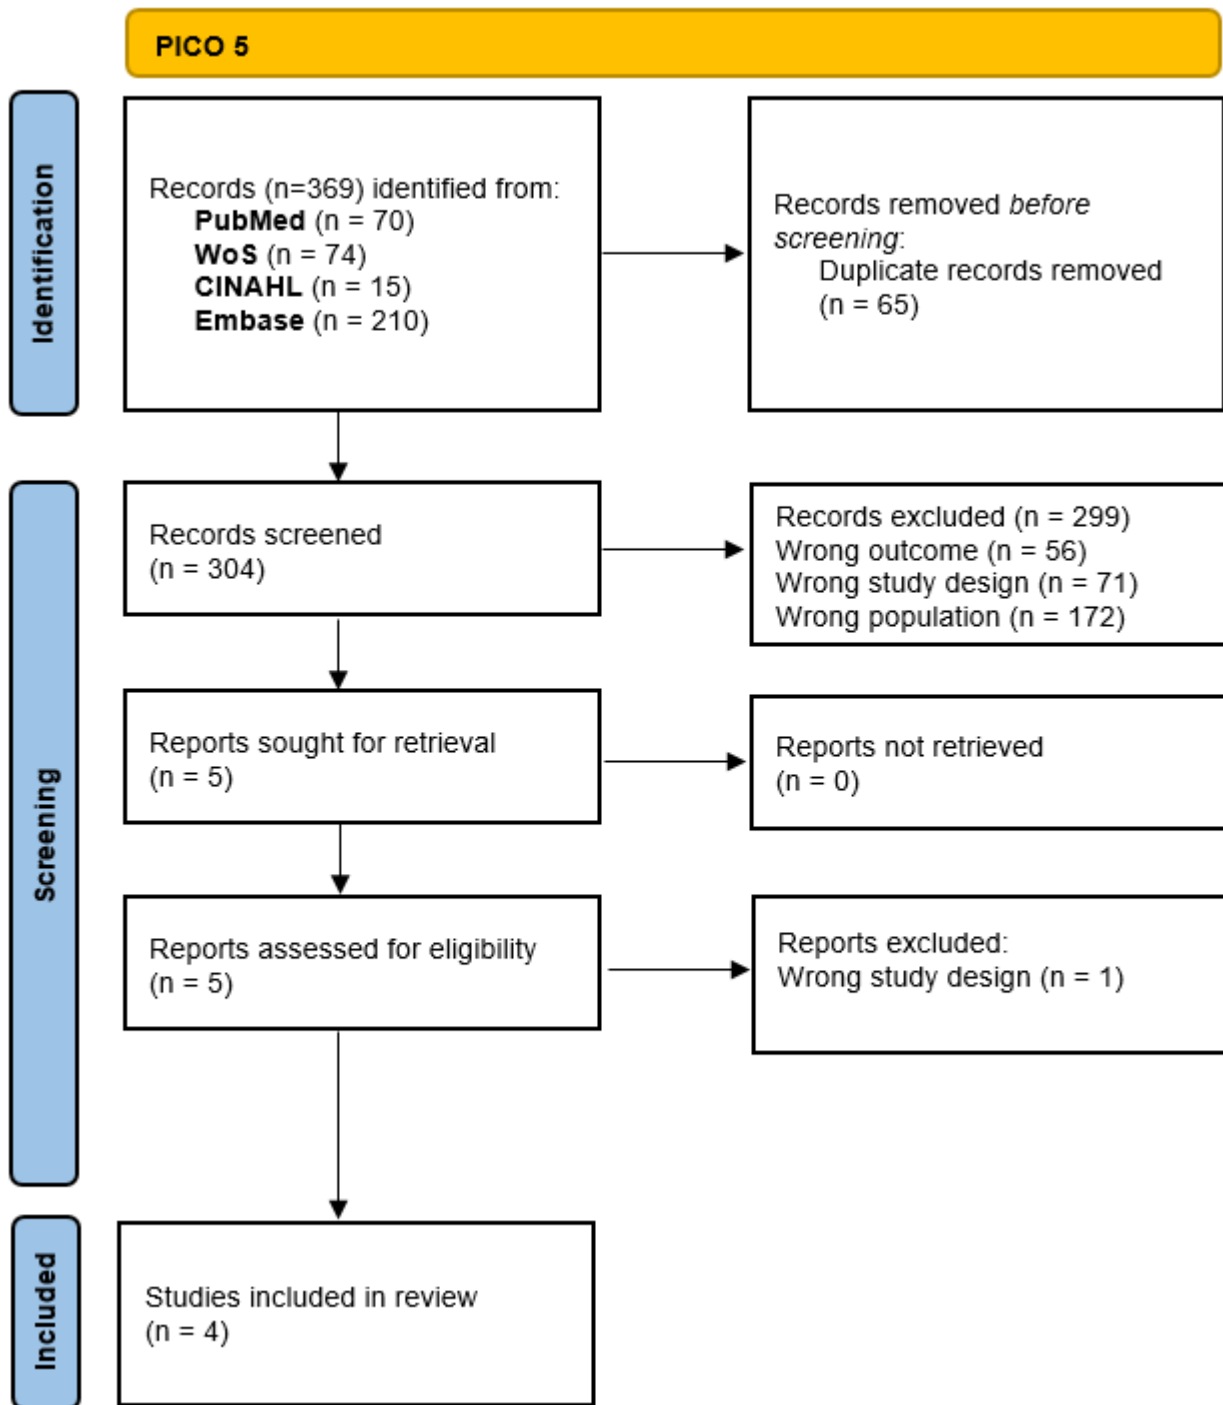 PICO 5
Identification
Records (n=369) identified from:
PubMed (n = 70)
WoS (n = 74)
CINAHL (n = 15)
Embase (n = 210)
Records removed before
screening:
Duplicate records removed
(n = 65)
Screening
Records screened
(n = 304)
Records excluded (n = 299)
Wrong outcome (n = 56)
Wrong study design (n = 71)
Wrong population (n = 172)
Reports sought for retrieval
(n = 5)
Reports not retrieved
(n = 0)
Reports assessed for eligibility
(n = 5)
Reports excluded:
Wrong study design (n = 1)
Included
Studies included in review
(n = 4)